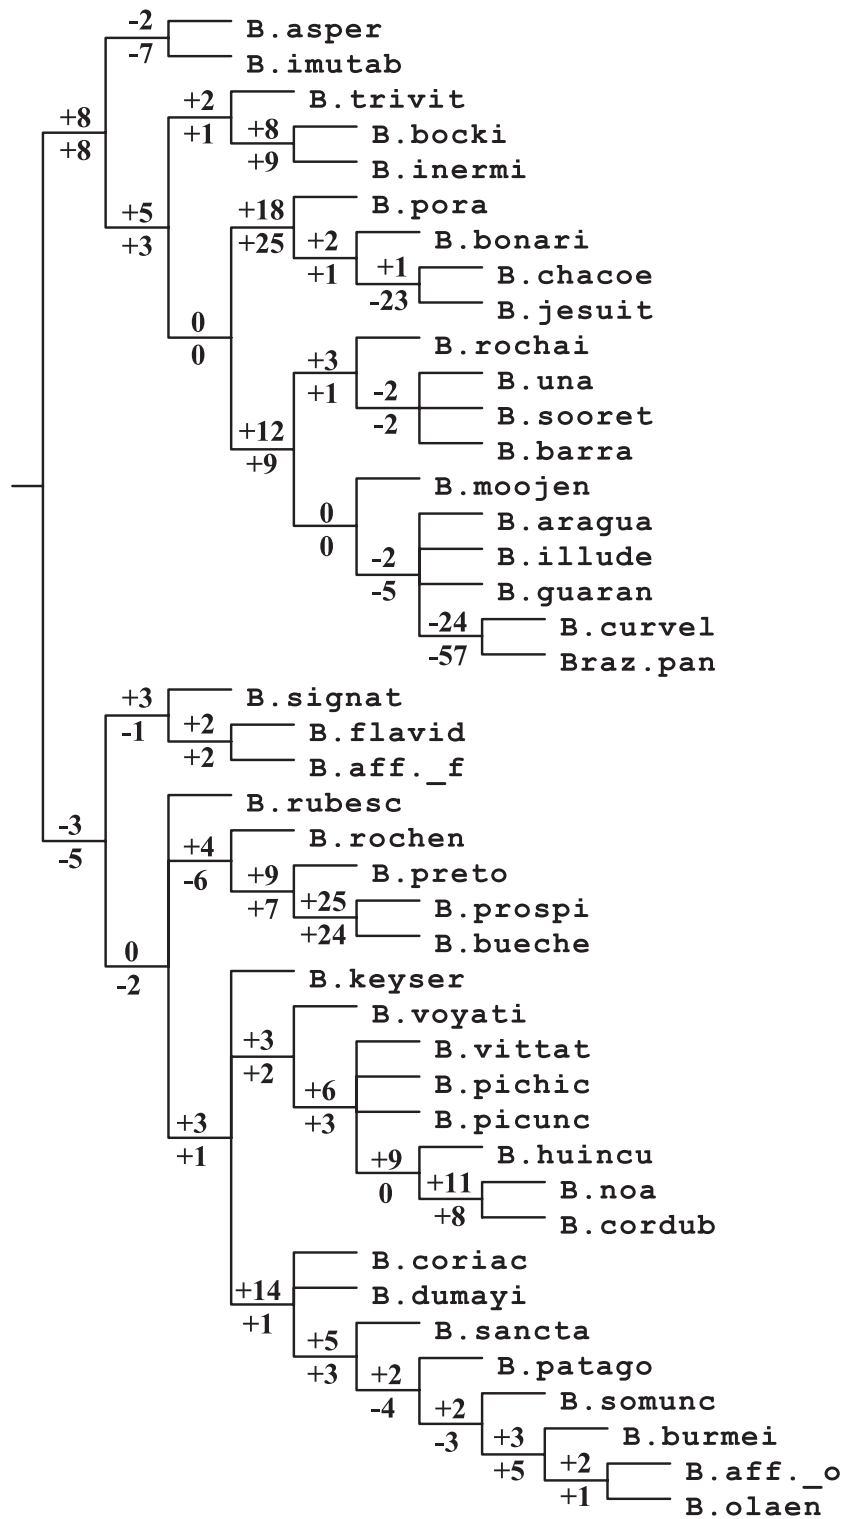 -2
B.asper
-7
B.imutab
+2
B.trivit
+8
+8
B.bocki
+1
+9
B.inermi
+8
+5
+18
B.pora
+3
+25
+2
B.bonari
+1
+1
B.chacoe
-23
B.jesuit
0
0
B.rochai
+3
+1
-2
B.una
-2
B.sooret
+12
+9
B.barra
B.moojen
0
0
B.aragua
-2
B.illude
-5
B.guaran
-24
B.curvel
-57
Braz.pan
+3
B.signat
-1
+2
B.flavid
+2
B.aff._f
B.rubesc
-3
-5
+4
B.rochen
-6
+9
B.preto
+7
+25
B.prospi
+24
B.bueche
0
-2
B.keyser
B.voyati
+3
+2
B.vittat
+6
B.pichic
+3
B.picunc
+3
+1
+9
B.huincu
0
+11
B.noa
+8
B.cordub
B.coriac
+14
B.dumayi
+1
+5
B.sancta
+3
+2
B.patago
-4
+2
B.somunc
-3
+3
B.burmei
+5
+2
B.aff._o
+1
B.olaen